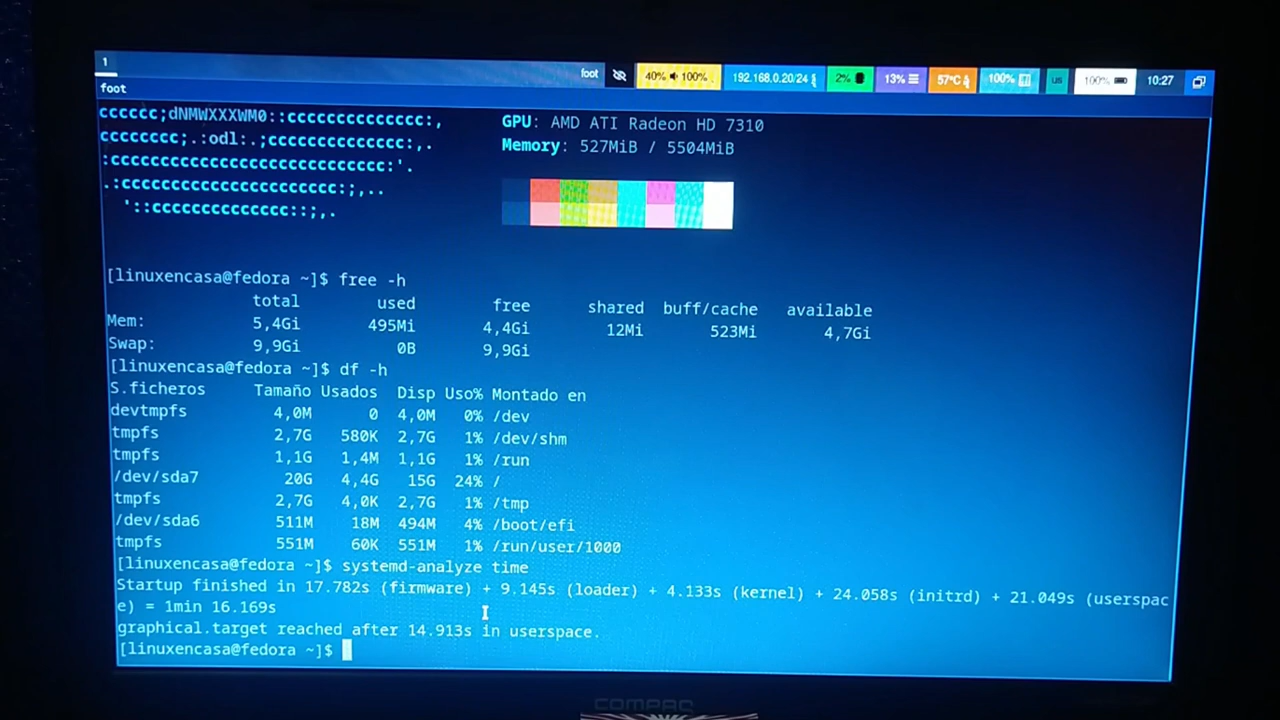 1 foot 40% 100% 192.168.0.20/24 2% 13% 57°C 100% us 100% 10:27
foot
cccccc;dNMWXXXWM0::cccccccccccccc:, GPU: AMD ATI Radeon HD 7310
cccccccc;.:odl:.;cccccccccccccc:,. Memory: 527MiB / 5504MiB
:cccccccccccccccccccccccccccc:'.
.:cccccccccccccccccccccc:;,..
'::cccccccccccccc::;,.
[linuxencasa@fedora ~]$ free -h
total used free shared buff/cache available
Mem: 5,4Gi 495Mi 4,4Gi 12Mi 523Mi 4,7Gi
Swap: 9,9Gi 0B 9,9Gi
[linuxencasa@fedora ~]$ df -h
S.ficheros Tamaño Usados Disp Uso% Montado en
devtmpfs 4,0M 0 4,0M 0% /dev
tmpfs 2,7G 580K 2,7G 1% /dev/shm
tmpfs 1,1G 1,4M 1,1G 1% /run
/dev/sda7 20G 4,4G 15G 24% /
tmpfs 2,7G 4,0K 2,7G 1% /tmp
/dev/sda6 511M 18M 494M 4% /boot/efi
tmpfs 551M 60K 551M 1% /run/user/1000
[linuxencasa@fedora ~]$ systemd-analyze time
Startup finished in 17.782s (firmware) + 9.145s (loader) + 4.133s (kernel) + 24.058s (initrd) + 21.049s (userspac
e) = 1min 16.169s
graphical.target reached after 14.913s in userspace.
[linuxencasa@fedora ~]$
COMPAQ